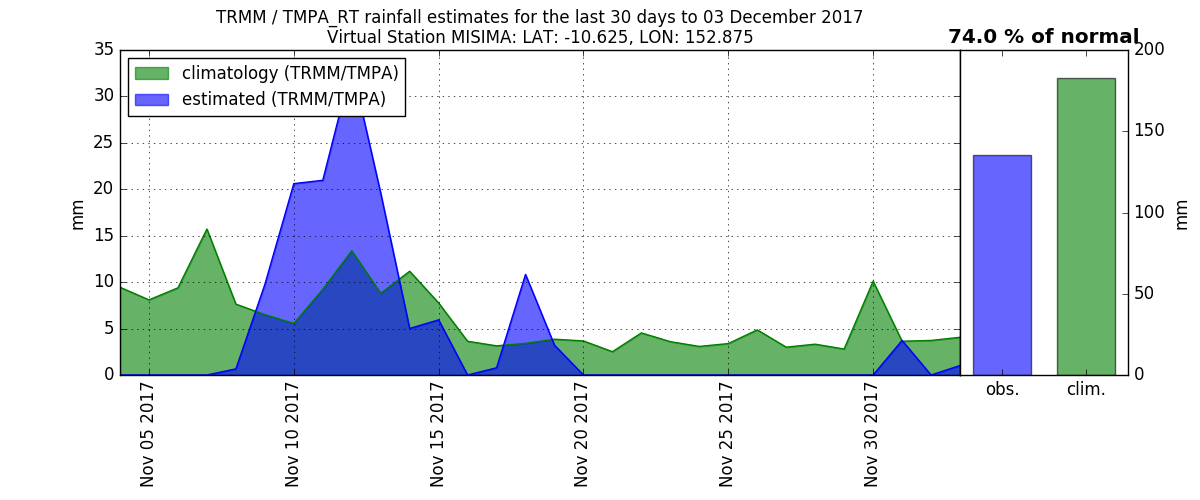 TRMM / TMPA_RT rainfall estimates for the last 30 days to 03 December 2017
Virtual Station MISIMA: LAT: -10.625, LON: 152.875
74.0 % of normal
climatology (TRMM/TMPA)
estimated (TRMM/TMPA)
35
30
25
20
15
10
5
0
mm
Nov 05 2017
Nov 10 2017
Nov 15 2017
Nov 20 2017
Nov 25 2017
Nov 30 2017
200
150
100
50
0
mm
obs.
clim.